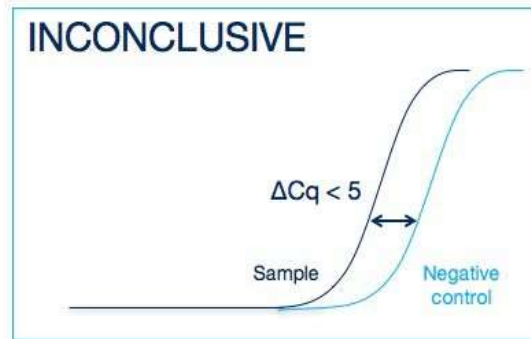 INCONCLUSIVE
ΔCq < 5
Sample
Negative
control